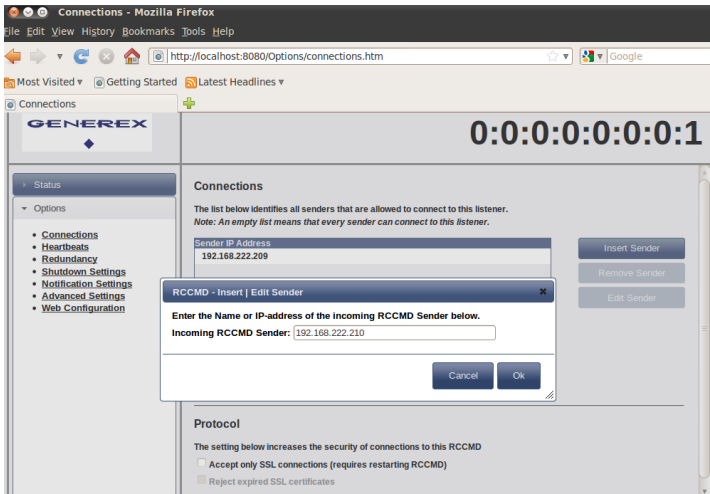 Connections - Mozilla Firefox
File Edit View History Bookmarks Tools Help
http://localhost:8080/Options/connections.htm
Google
Most Visited Getting Started Latest Headlines
Connections
GENEREX
0:0:0:0:0:0:0:1
Status
Options
Connections
Heartbeats
Redundancy
Shutdown Settings
Notification Settings
Advanced Settings
Web Configuration
Connections
The list below identifies all senders that are allowed to connect to this listener.
Note: An empty list means that every sender can connect to this listener.
Sender IP Address
192.168.222.209
Insert Sender
Remove Sender
Edit Sender
RCCMD - Insert | Edit Sender
Enter the Name or IP-address of the incoming RCCMD Sender below.
Incoming RCCMD Sender: 192.168.222.210
Cancel Ok
Protocol
The setting below increases the security of connections to this RCCMD
Accept only SSL connections (requires restarting RCCMD)
Reject expired SSL certificates